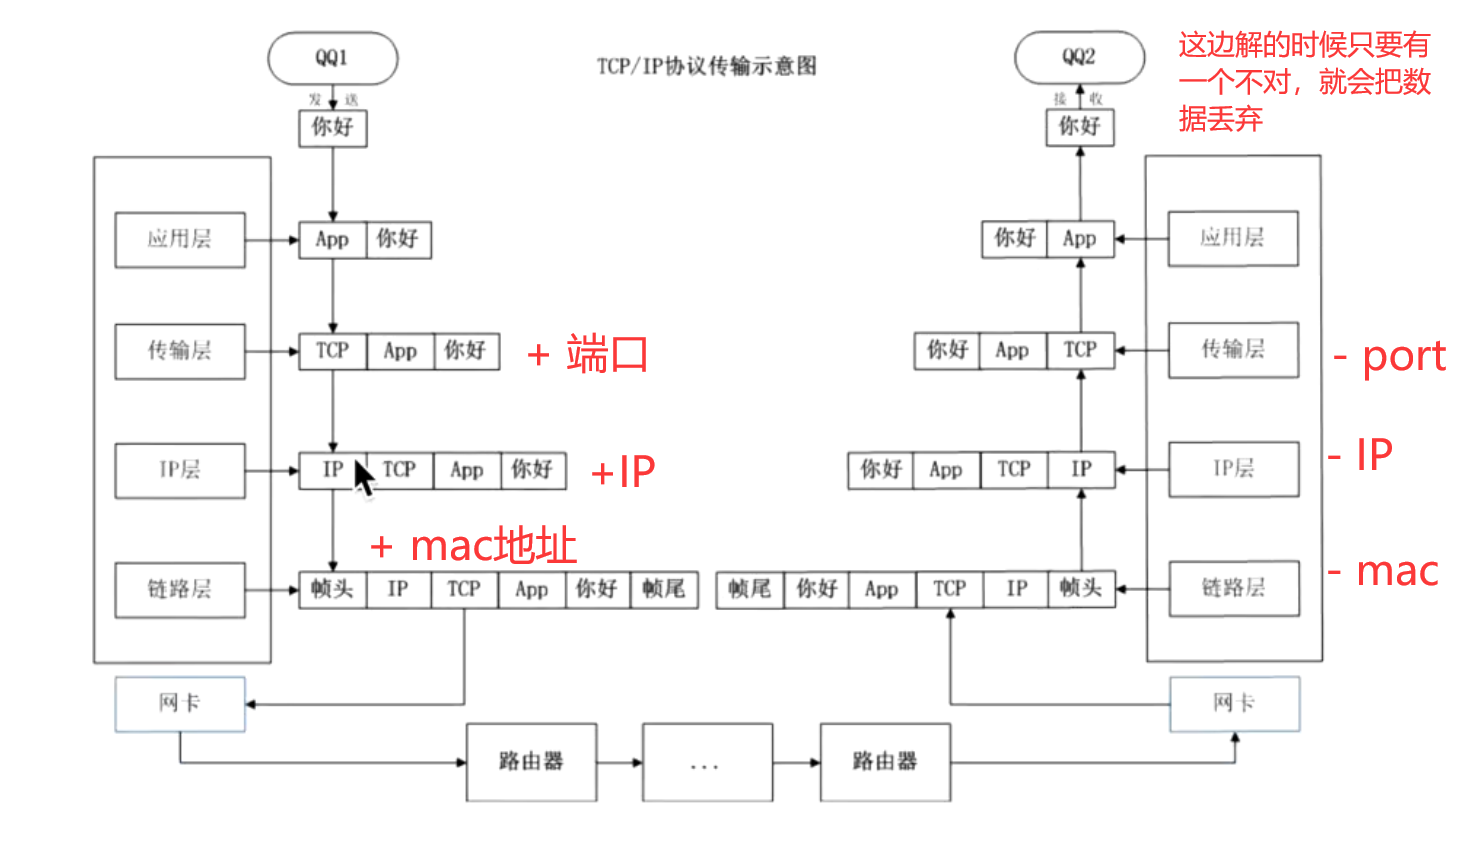 QQ1
TCP/IP协议传输示意图
QQ2
这边解的时候只要有
一个不对，就会把数
据丢弃
发 送
接 收
你好
你好
应用层
App 你好
你好 App
应用层
传输层
TCP App 你好
+ 端口
你好 App TCP
传输层
- port
IP层
IP TCP App 你好
+IP
你好 App TCP IP
IP层
- IP
+ mac地址
链路层
帧头 IP TCP App 你好 帧尾
帧尾 你好 App TCP IP 帧头
链路层
- mac
网卡
网卡
路由器
...
路由器